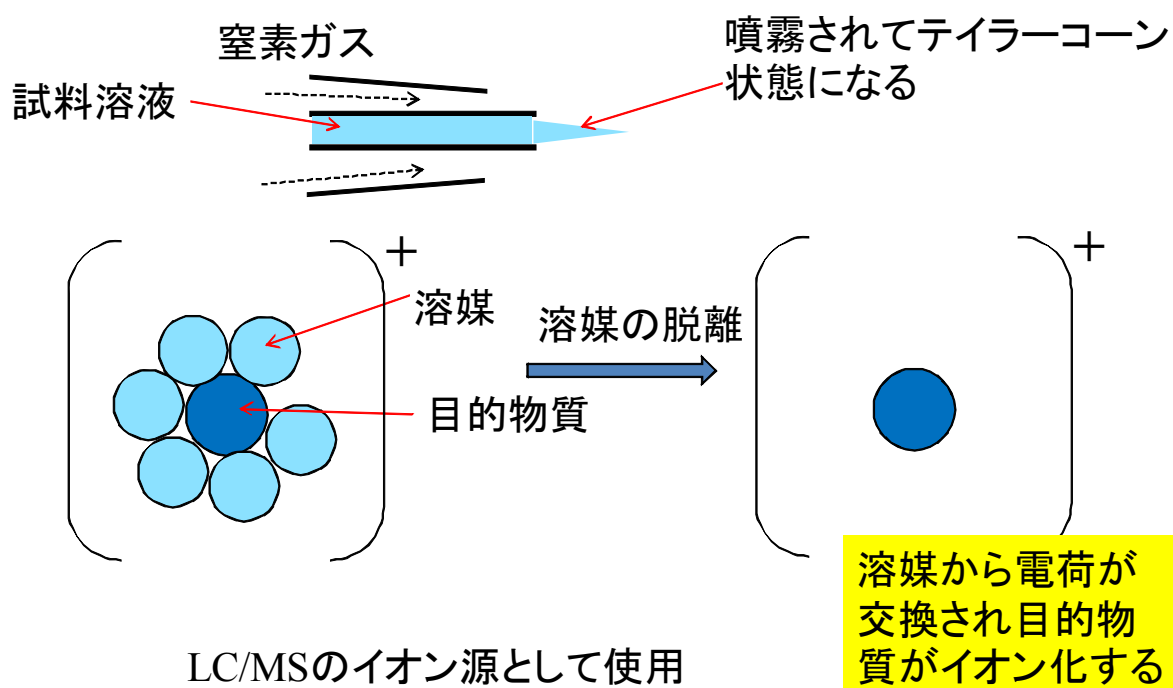 窒素ガス
噴霧されてテイラーコーン
状態になる
試料溶液
+
溶媒
溶媒の脱離
目的物質
+
溶媒から電荷が
交換され目的物
質がイオン化する
LC/MSのイオン源として使用